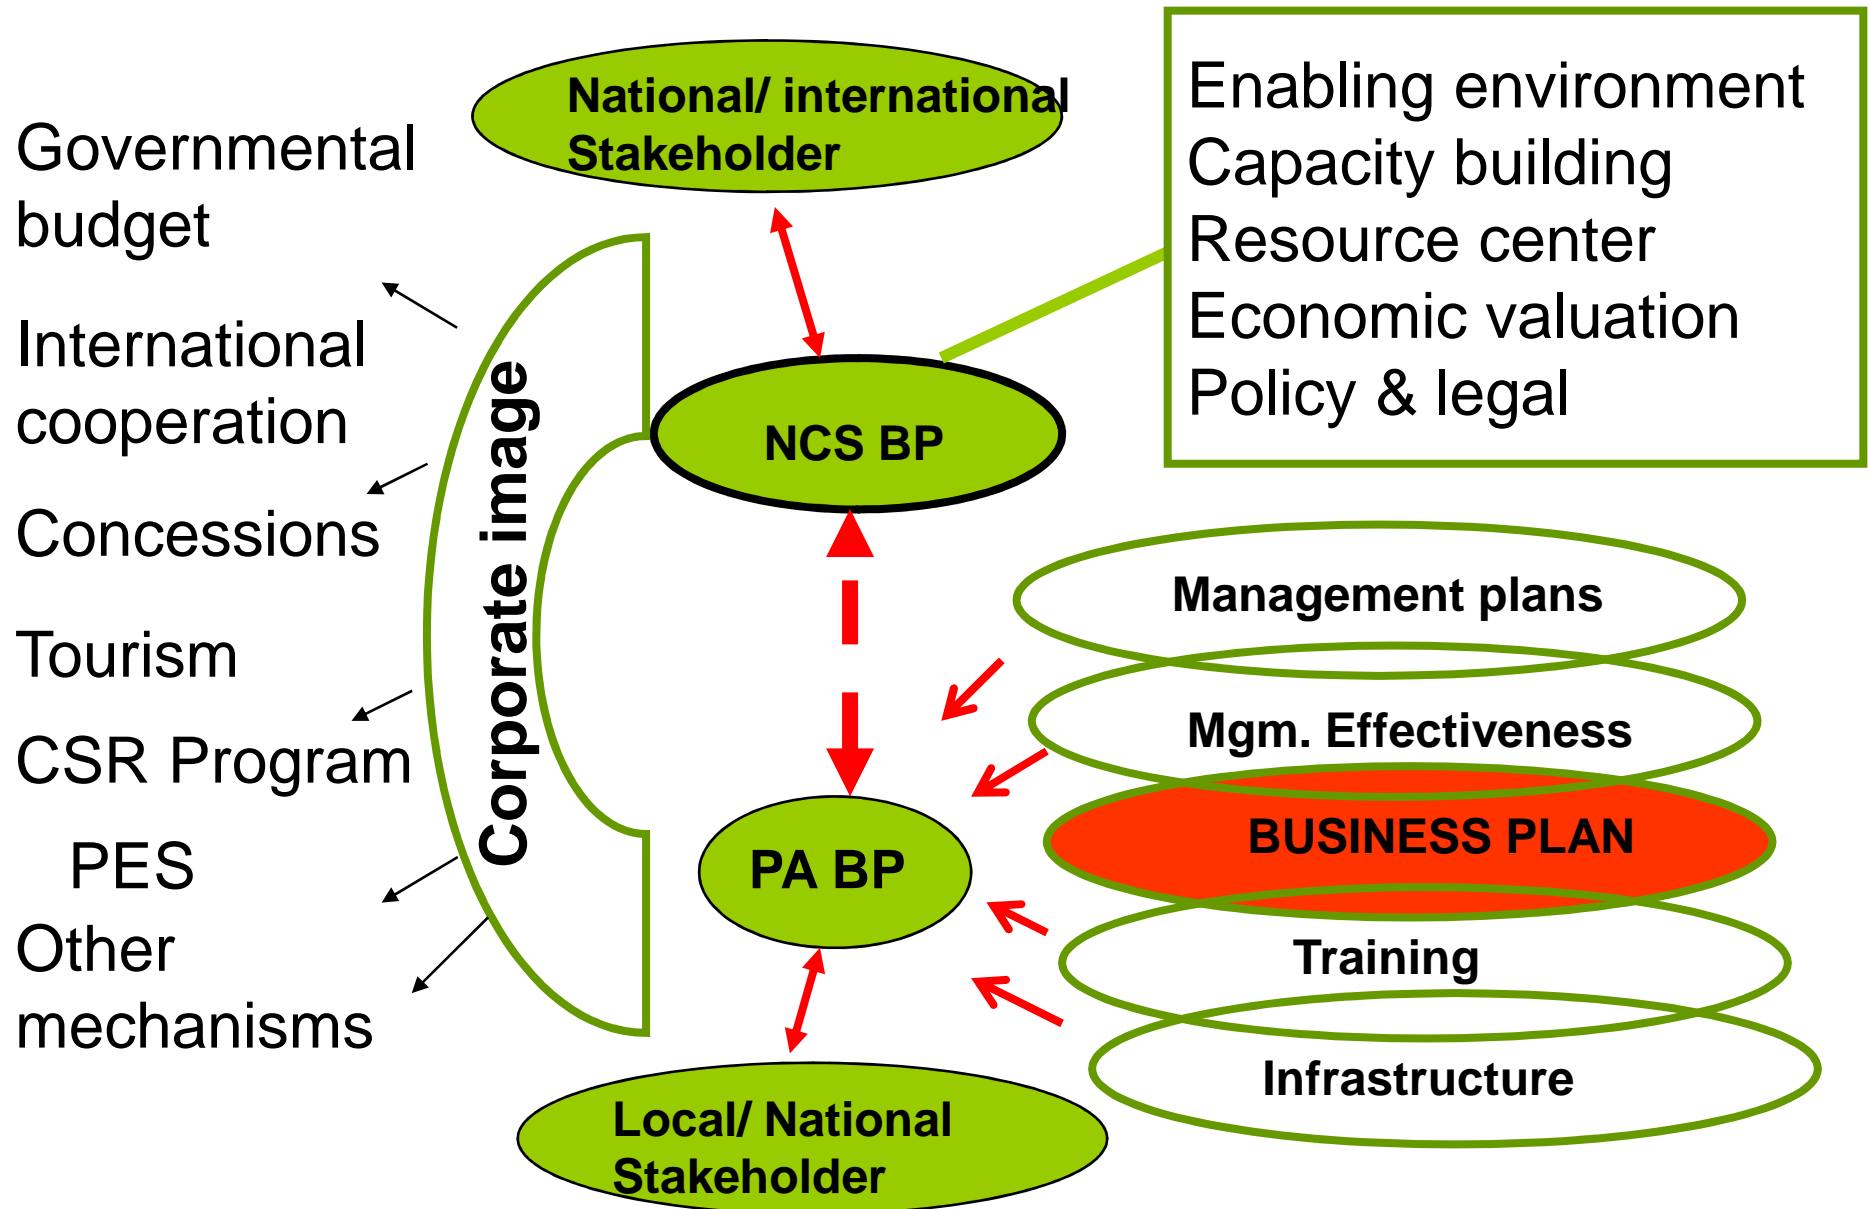 National/ international
Stakeholder
Enabling environment
Capacity building
Resource center
Economic valuation
Policy & legal
Governmental
budget
International
cooperation
Concessions
Tourism
CSR Program
PES
Other
mechanisms
Corporate image
NCS BP
PA BP
Management plans
Mgm. Effectiveness
BUSINESS PLAN
Training
Infrastructure
Local/ National
Stakeholder